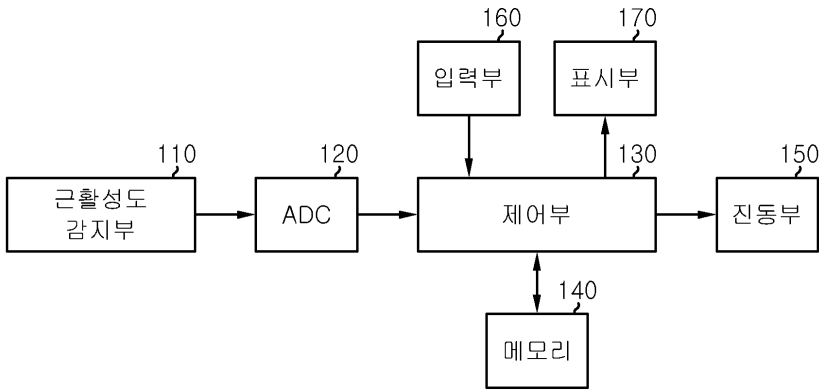 160
170
입력부
표시부
110
120
130
150
근활성도
감지부
ADC
제어부
진동부
140
메모리